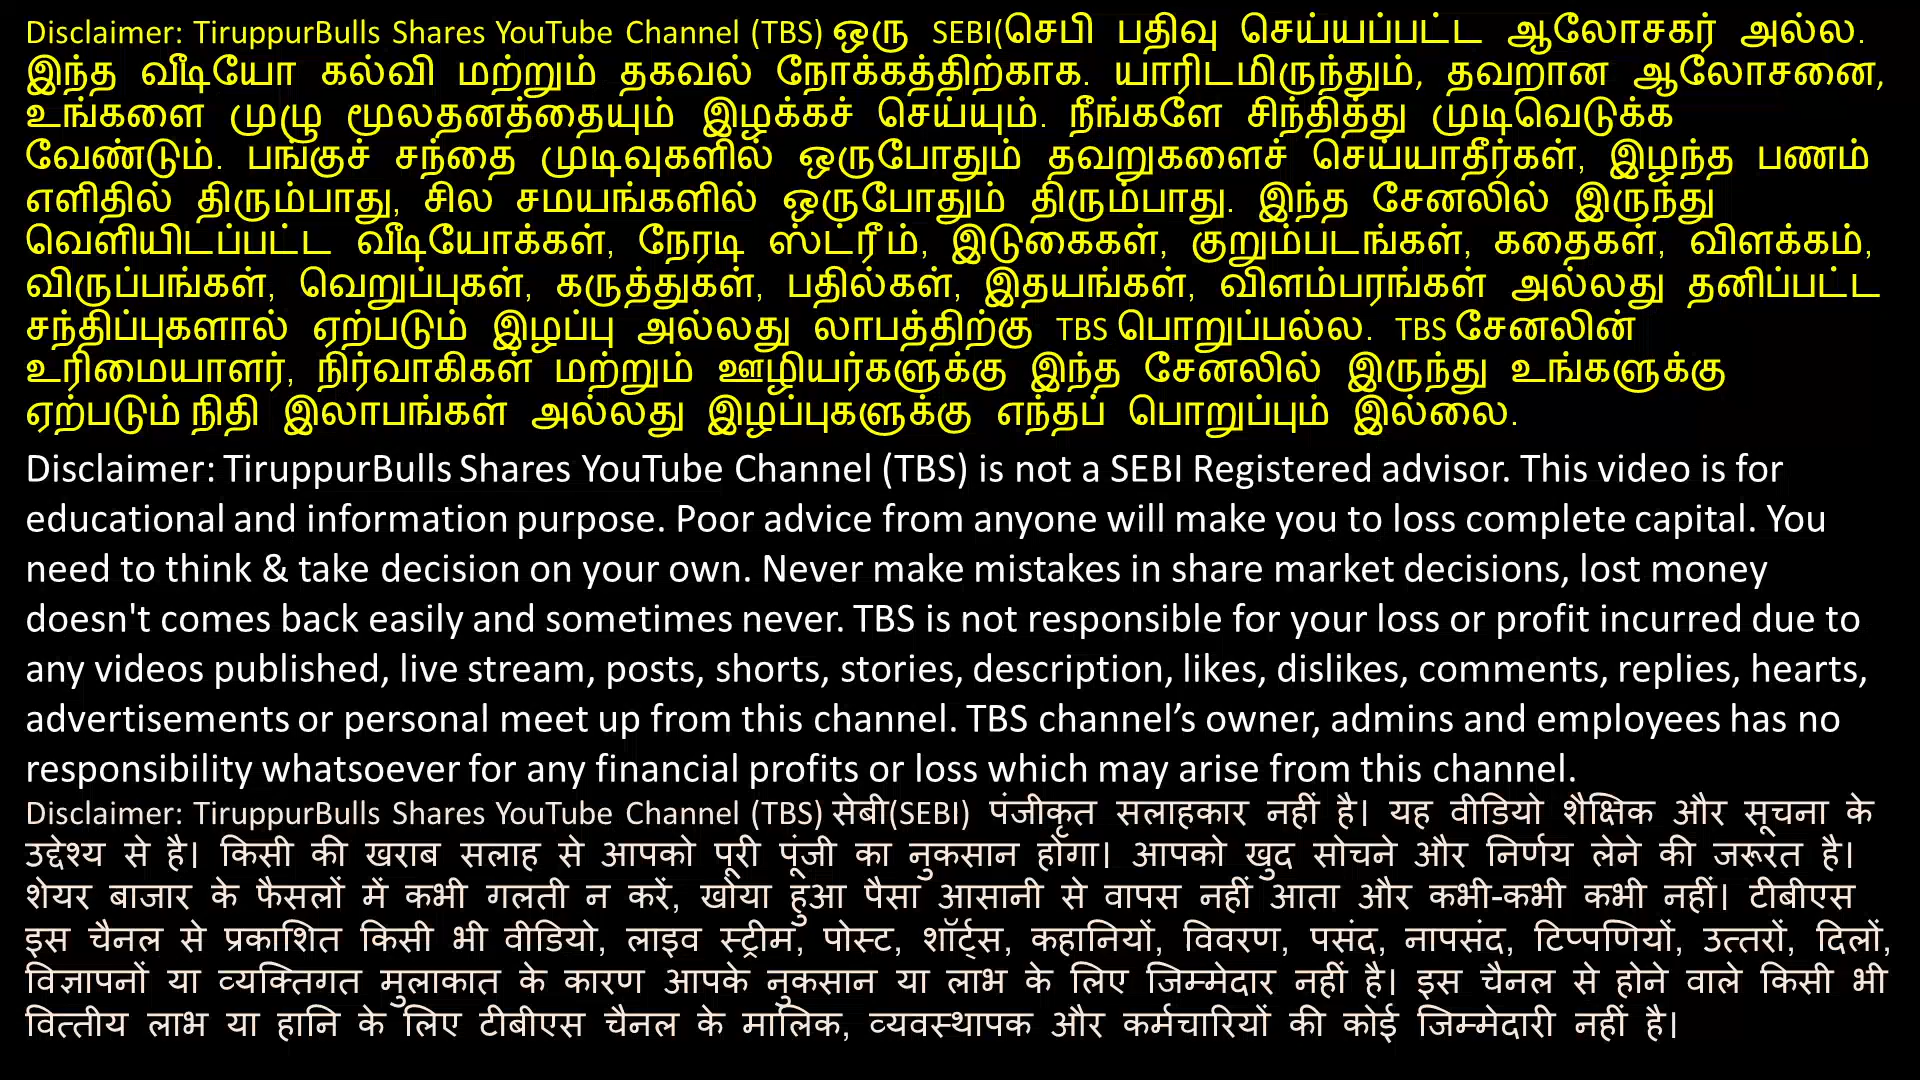 Disclaimer: TiruppurBulls Shares YouTube Channel (TBS) ஒரு SEBI(செபி பதிவு செய்யப்பட்ட ஆலோசகர் அல்ல.
இந்த வீடியோ கல்வி மற்றும் தகவல் நோக்கத்திற்காக. யாரிடமிருந்தும், தவறான ஆலோசனை,
உங்களை முழு மூலதனத்தையும் இழக்கச் செய்யும். நீங்களே சிந்தித்து முடிவெடுக்க
வேண்டும். பங்குச் சந்தை முடிவுகளில் ஒருபோதும் தவறுகளைச் செய்யாதீர்கள், இழந்த பணம்
எளிதில் திரும்பாது, சில சமயங்களில் ஒருபோதும் திரும்பாது. இந்த சேனலில் இருந்து
வெளியிடப்பட்ட வீடியோக்கள், நேரடி ஸ்ட்ரீம், இடுகைகள், குறும்படங்கள், கதைகள், விளக்கம்,
விருப்பங்கள், வெறுப்புகள், கருத்துகள், பதில்கள், இதயங்கள், விளம்பரங்கள் அல்லது தனிப்பட்ட
சந்திப்புகளால் ஏற்படும் இழப்பு அல்லது லாபத்திற்கு TBS பொறுப்பல்ல. TBS சேனலின்
உரிமையாளர், நிர்வாகிகள் மற்றும் ஊழியர்களுக்கு இந்த சேனலில் இருந்து உங்களுக்கு
ஏற்படும் நிதி இலாபங்கள் அல்லது இழப்புகளுக்கு எந்தப் பொறுப்பும் இல்லை.
Disclaimer: TiruppurBulls Shares YouTube Channel (TBS) is not a SEBI Registered advisor. This video is for
educational and information purpose. Poor advice from anyone will make you to loss complete capital. You
need to think & take decision on your own. Never make mistakes in share market decisions, lost money
doesn't comes back easily and sometimes never. TBS is not responsible for your loss or profit incurred due to
any videos published, live stream, posts, shorts, stories, description, likes, dislikes, comments, replies, hearts,
advertisements or personal meet up from this channel. TBS channel’s owner, admins and employees has no
responsibility whatsoever for any financial profits or loss which may arise from this channel.
Disclaimer: TiruppurBulls Shares YouTube Channel (TBS) सेबी(SEBI) पंजीकृत सलाहकार नहीं है। यह वीडियो शैक्षिक और सूचना के
उद्देश्य से है। किसी की खराब सलाह से आपको पूरी पूंजी का नुकसान होगा। आपको खुद सोचने और निर्णय लेने की जरूरत है।
शेयर बाजार के फैसलों में कभी गलती न करें, खोया हुआ पैसा आसानी से वापस नहीं आता और कभी-कभी कभी नहीं। टीबीएस
इस चैनल से प्रकाशित किसी भी वीडियो, लाइव स्ट्रीम, पोस्ट, शॉर्ट्स, कहानियों, विवरण, पसंद, नापसंद, टिप्पणियों, उत्तरों, दिलों,
विज्ञापनों या व्यक्तिगत मुलाकात के कारण आपके नुकसान या लाभ के लिए जिम्मेदार नहीं है। इस चैनल से होने वाले किसी भी
वित्तीय लाभ या हानि के लिए टीबीएस चैनल के मालिक, व्यवस्थापक और कर्मचारियों की कोई जिम्मेदारी नहीं है।